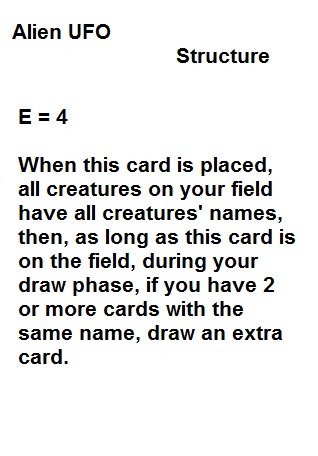 Alien UFO
Structure
E = 4
When this card is placed,
all creatures on your field
have all creatures' names,
then, as long as this card is
on the field, during your
draw phase, if you have 2
or more cards with the
same name, draw an extra
card.